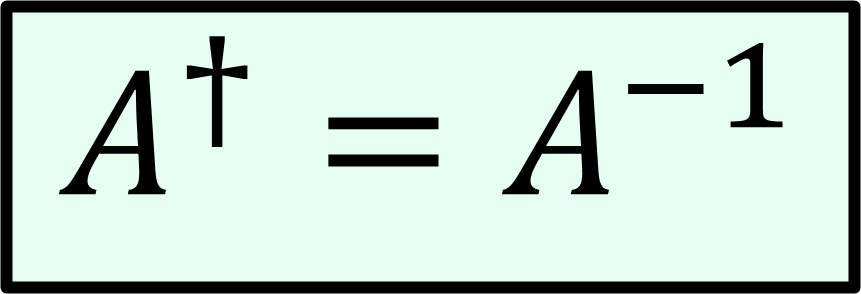 A† = A⁻¹